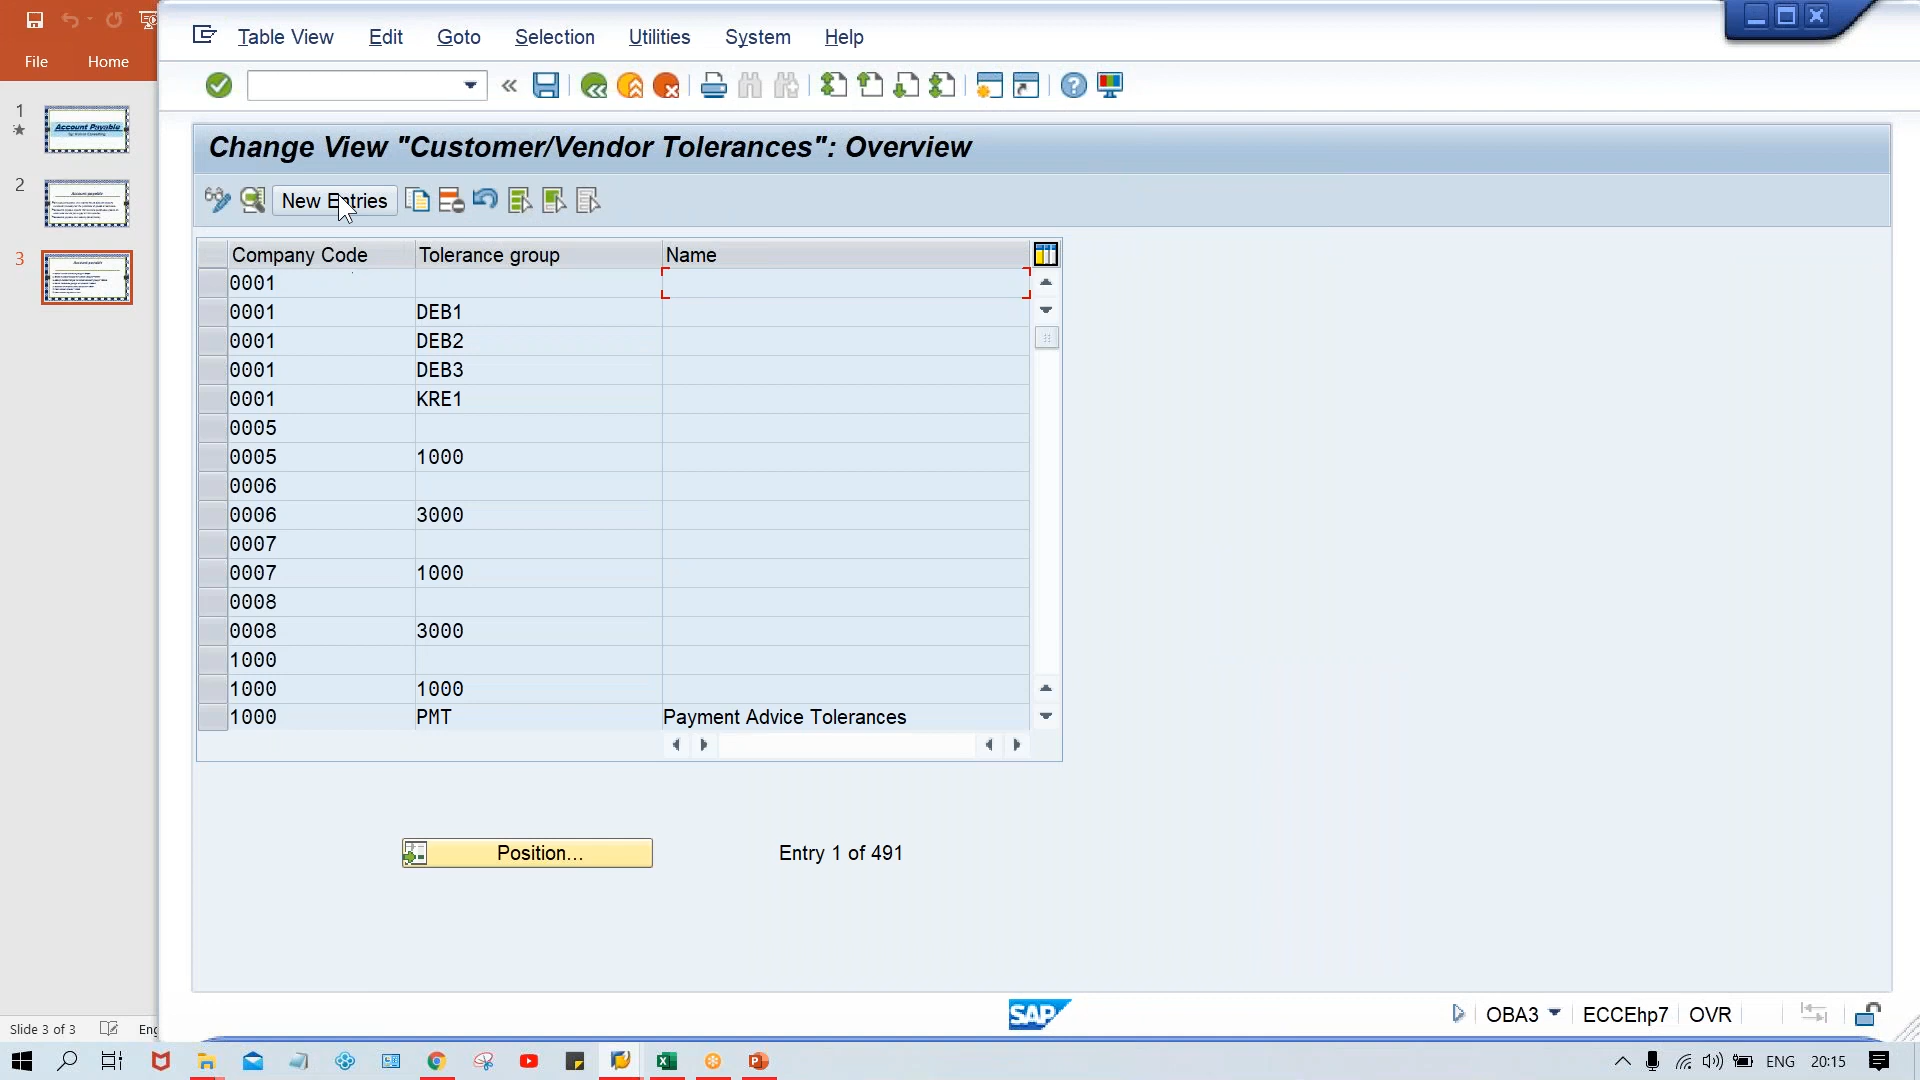 File
Home
1
Account Payable
2
3
Slide 3 of 3
Table View
Edit
Goto
Selection
Utilities
System
Help
Change View "Customer/Vendor Tolerances": Overview
New Entries
Company Code Tolerance group Name
0001
0001 DEB1
0001 DEB2
0001 DEB3
0001 KRE1
0005
0005 1000
0006
0006 3000
0007
0007 1000
0008
0008 3000
1000
1000 1000
1000 PMT Payment Advice Tolerances
Position...
Entry 1 of 491
SAP
OBA3
ECCEhp7
OVR
ENG
20:15